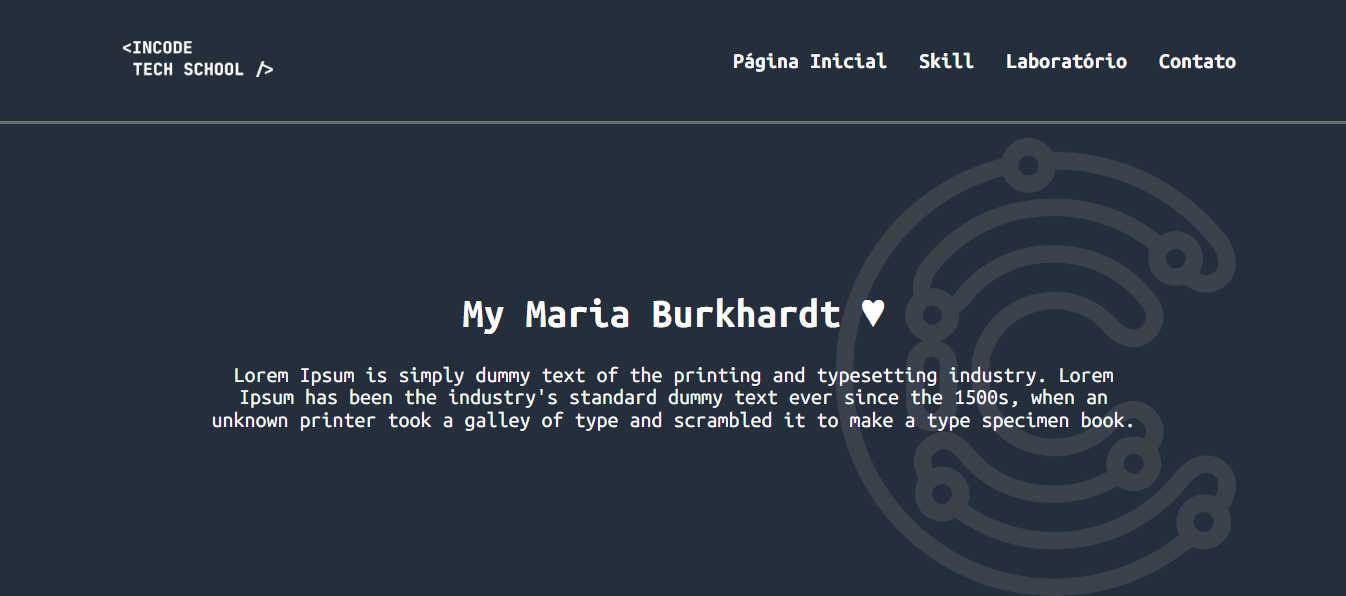 <INCODE
TECH SCHOOL />
Página Inicial Skill Laboratório Contato
My Maria Burkhardt ♥
Lorem Ipsum is simply dummy text of the printing and typesetting industry. Lorem
Ipsum has been the industry's standard dummy text ever since the 1500s, when an
unknown printer took a galley of type and scrambled it to make a type specimen book.